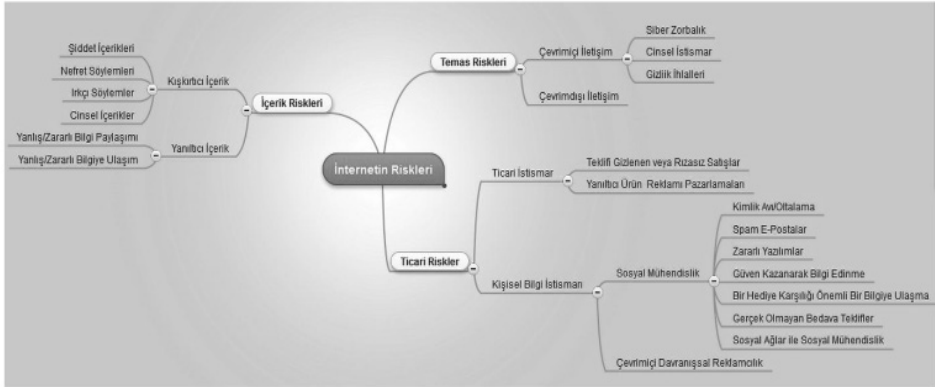 İnternetin Riskleri
İçerik Riskleri
Kışkırtıcı İçerik
Şiddet İçerikleri
Nefret Söylemleri
Irkçı Söylemler
Cinsel İçerikler
Yanıltıcı İçerik
Yanlış/Zararlı Bilgi Paylaşımı
Yanlış/Zararlı Bilgiye Ulaşım
Temas Riskleri
Çevrimiçi İletişim
Siber Zorbalık
Cinsel İstismar
Gizlilik İhlalleri
Çevrimdışı İletişim
Ticari Riskler
Ticari İstismar
Teklifi Gizlenen veya Rızasız Satışlar
Yanıltıcı Ürün Reklamı Pazarlamaları
Kişisel Bilgi İstismarı
Sosyal Mühendislik
Kimlik Avı/Oltalama
Spam E-Postalar
Zararlı Yazılımlar
Güven Kazanarak Bilgi Edinme
Bir Hediye Karşılığı Önemli Bir Bilgiye Ulaşma
Gerçek Olmayan Bedava Teklifler
Sosyal Ağlar ile Sosyal Mühendislik
Çevrimiçi Davranışsal Reklamcılık